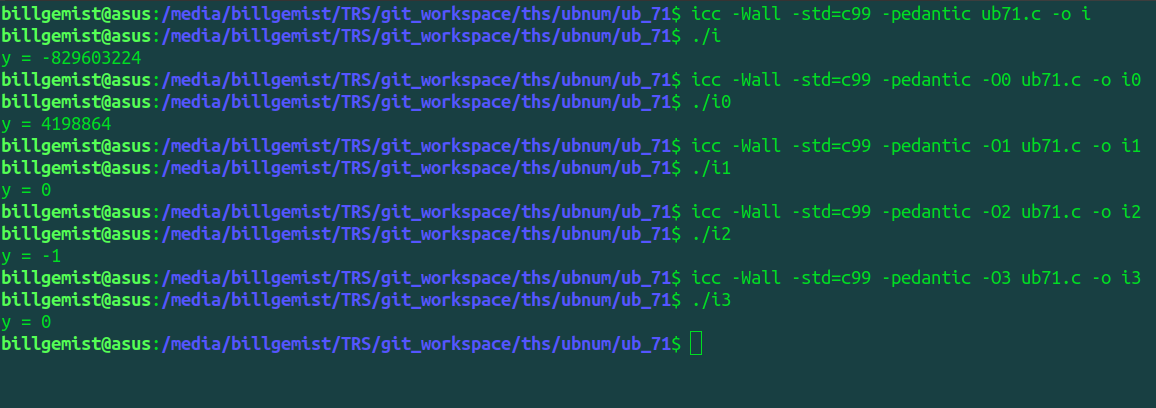 billgemist@asus:/media/billgemist/TRS/git_workspace/ths/ubnum/ub_71$ icc -Wall -std=c99 -pedantic ub71.c -o i
billgemist@asus:/media/billgemist/TRS/git_workspace/ths/ubnum/ub_71$ ./i
y = -829603224
billgemist@asus:/media/billgemist/TRS/git_workspace/ths/ubnum/ub_71$ icc -Wall -std=c99 -pedantic -O0 ub71.c -o i0
billgemist@asus:/media/billgemist/TRS/git_workspace/ths/ubnum/ub_71$ ./i0
y = 4198864
billgemist@asus:/media/billgemist/TRS/git_workspace/ths/ubnum/ub_71$ icc -Wall -std=c99 -pedantic -O1 ub71.c -o i1
billgemist@asus:/media/billgemist/TRS/git_workspace/ths/ubnum/ub_71$ ./i1
y = 0
billgemist@asus:/media/billgemist/TRS/git_workspace/ths/ubnum/ub_71$ icc -Wall -std=c99 -pedantic -O2 ub71.c -o i2
billgemist@asus:/media/billgemist/TRS/git_workspace/ths/ubnum/ub_71$ ./i2
y = -1
billgemist@asus:/media/billgemist/TRS/git_workspace/ths/ubnum/ub_71$ icc -Wall -std=c99 -pedantic -O3 ub71.c -o i3
billgemist@asus:/media/billgemist/TRS/git_workspace/ths/ubnum/ub_71$ ./i3
y = 0
billgemist@asus:/media/billgemist/TRS/git_workspace/ths/ubnum/ub_71$